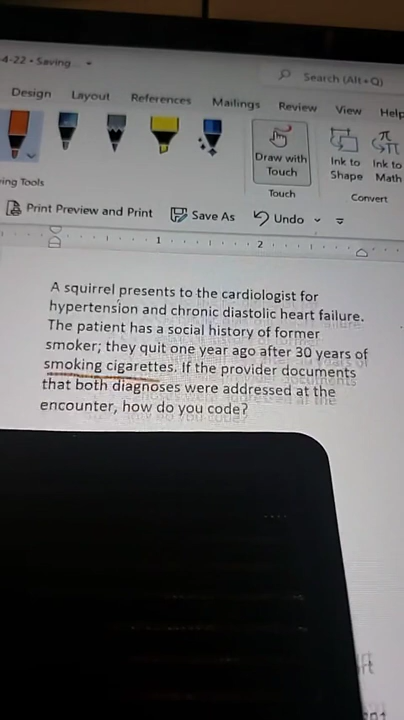 4-22 • Saving...
Search (Alt+Q)
Design Layout References Mailings Review View Help
Draw with Touch
Ink to Shape
Ink to Math
ing Tools
Touch
Convert
Print Preview and Print Save As Undo
1 2
A squirrel presents to the cardiologist for
hypertension and chronic diastolic heart failure.
The patient has a social history of former
smoker; they quit one year ago after 30 years of
smoking cigarettes. If the provider documents
that both diagnoses were addressed at the
encounter, how do you code?